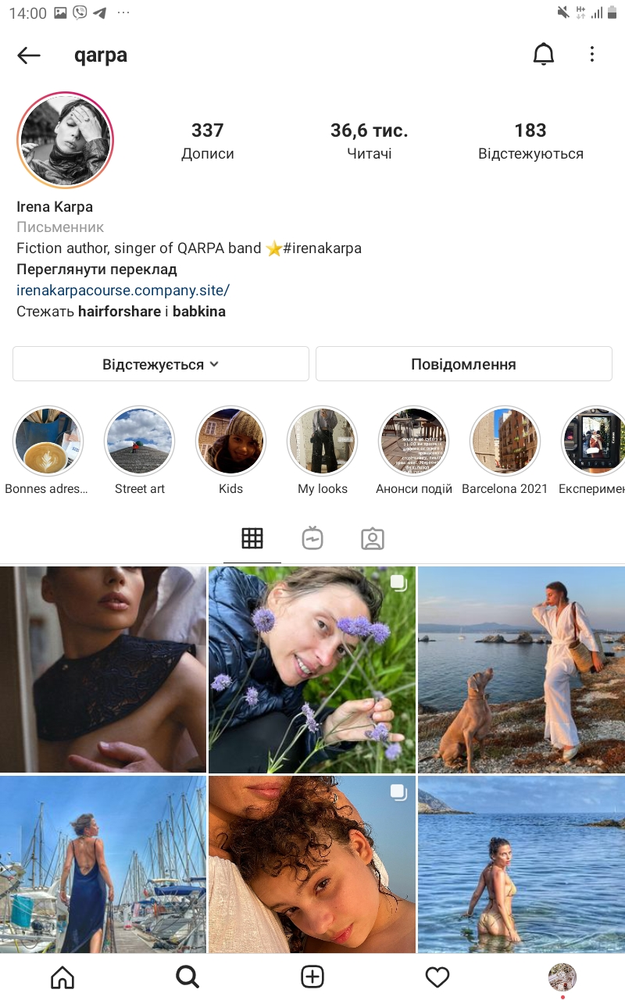 14:00
H+
qarpa
337
36,6 тис.
183
Дописи
Читачі
Відстежуються
Irena Karpa
Письменник
Fiction author, singer of QARPA band ⭐#irenakarpa
Переглянути переклад
irenakarpacourse.company.site/
Стежать hairforshare і babkina
Відстежується
Повідомлення
Bonnes adres...
Street art
Kids
My looks
Анонси подій
Barcelona 2021
Експеримен